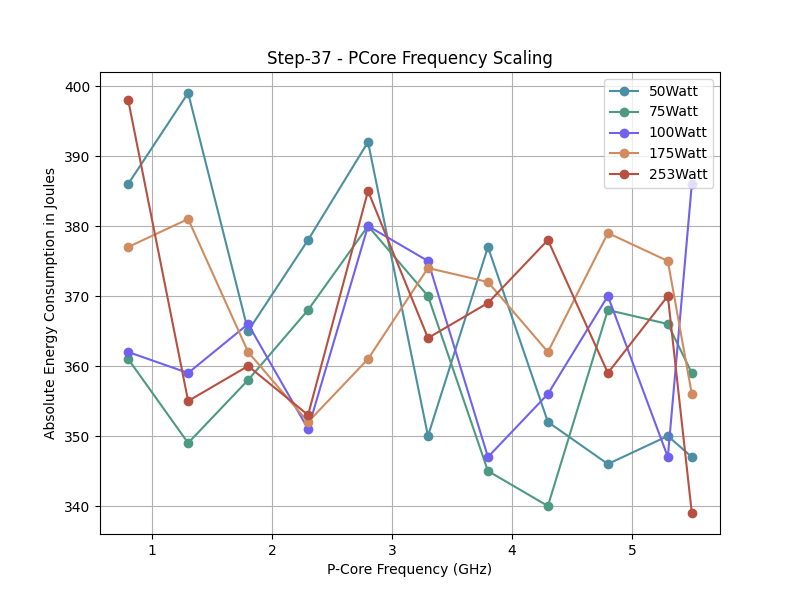 Step-37 - PCore Frequency Scaling
Absolute Energy Consumption in Joules
400
390
380
370
360
350
340
50Watt
75Watt
100Watt
175Watt
253Watt
1 2 3 4 5
P-Core Frequency (GHz)